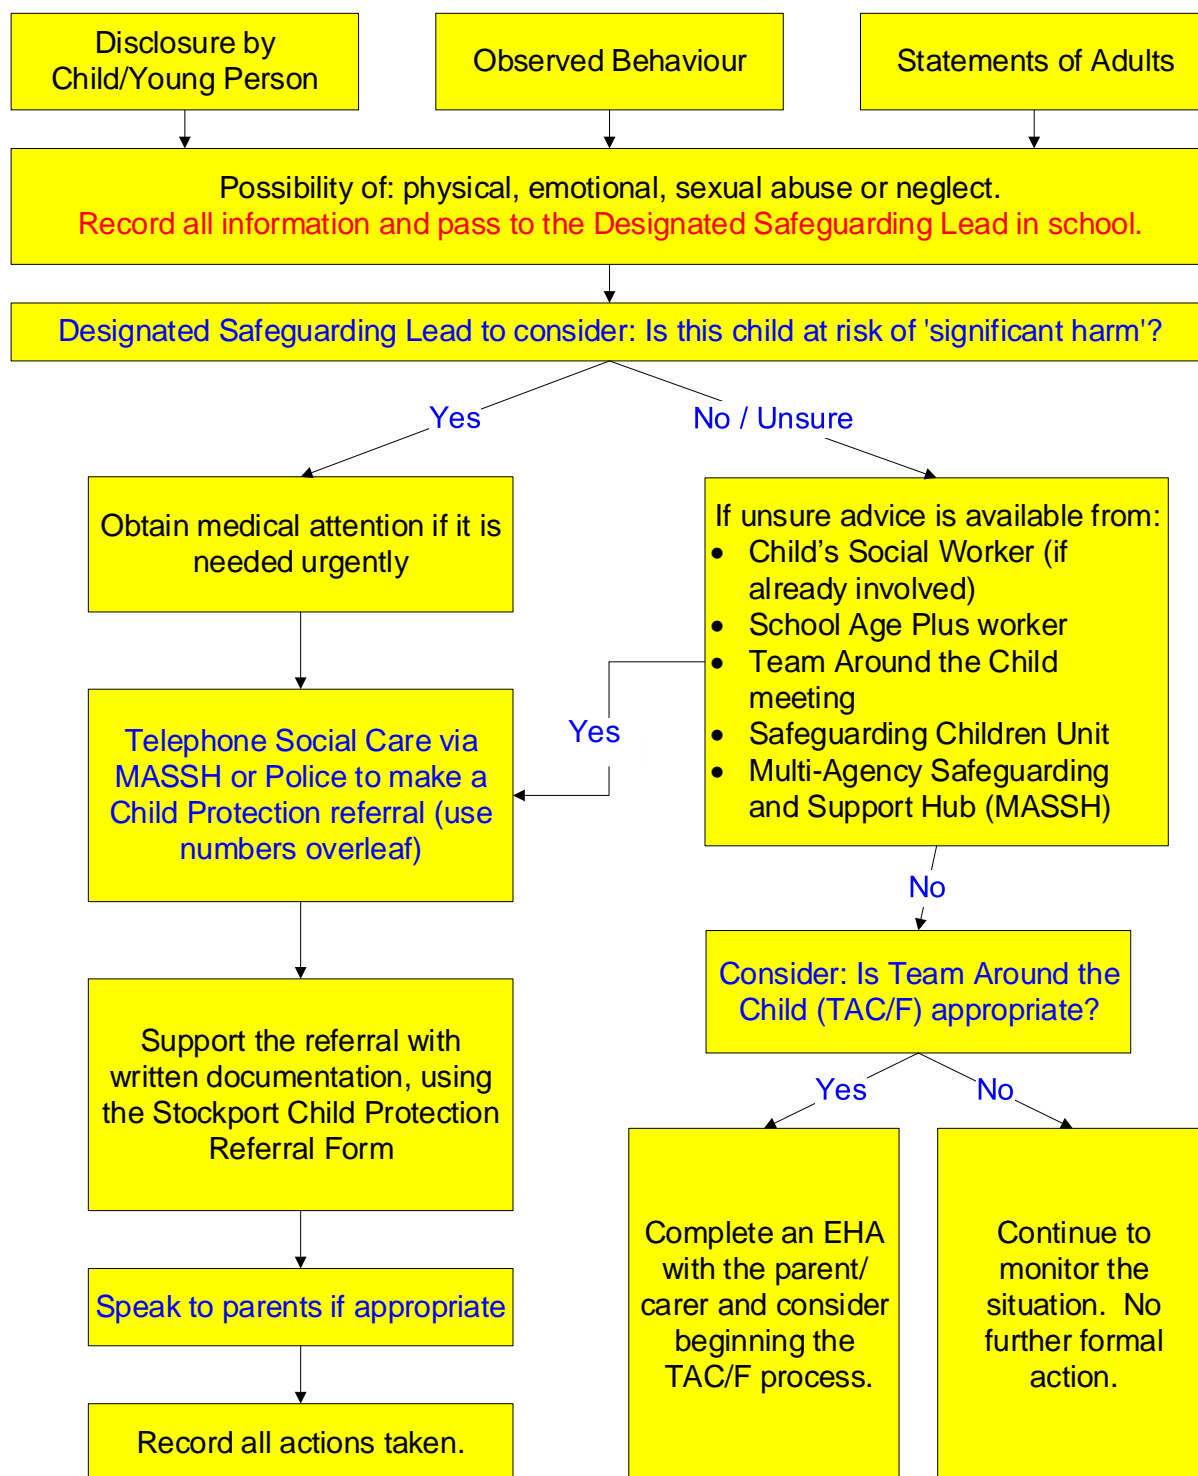 Disclosure by
Child/Young Person
Observed Behaviour
Statements of Adults
Possibility of: physical, emotional, sexual abuse or neglect.
Record all information and pass to the Designated Safeguarding Lead in school.
Designated Safeguarding Lead to consider: Is this child at risk of 'significant harm'?
Yes
No / Unsure
Obtain medical attention if it is
needed urgently
If unsure advice is available from:
• Child’s Social Worker (if
already involved)
• School Age Plus worker
• Team Around the Child
meeting
• Safeguarding Children Unit
• Multi-Agency Safeguarding
and Support Hub (MASSH)
Yes
Telephone Social Care via
MASSH or Police to make a
Child Protection referral (use
numbers overleaf)
No
Consider: Is Team Around the
Child (TAC/F) appropriate?
Support the referral with
written documentation, using
the Stockport Child Protection
Referral Form
Yes
No
Complete an EHA
with the parent/
carer and consider
beginning the
TAC/F process.
Continue to
monitor the
situation.  No
further formal
action.
Speak to parents if appropriate
Record all actions taken.